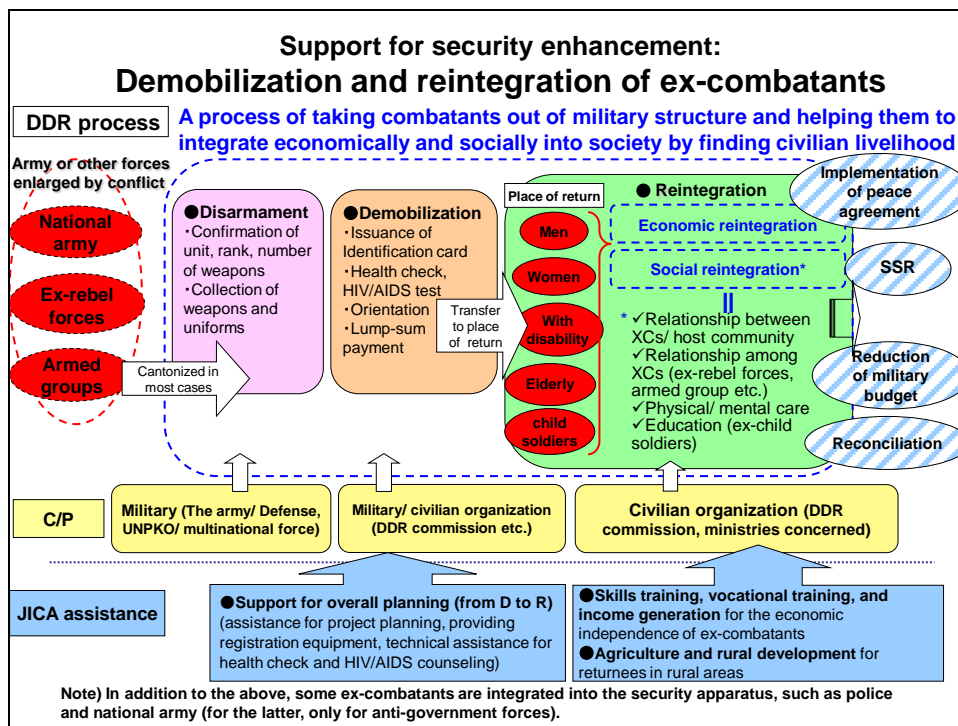 Support for security enhancement:
Demobilization and reintegration of ex-combatants
DDR process
A process of taking combatants out of military structure and helping them to
integrate economically and socially into society by finding civilian livelihood
Army or other forces
enlarged by conflict
National
army
Ex-rebel
forces
Armed
groups
Cantonized in
most cases
●Disarmament
・Confirmation of
unit, rank, number
of weapons
・Collection of
weapons and
uniforms
●Demobilization
・Issuance of
Identification card
・Health check,
HIV/AIDS test
・Orientation
・Lump-sum
payment
Transfer
to place
of return
Place of return
Men
Women
With
disability
Elderly
child
soldiers
● Reintegration
Economic reintegration
Social reintegration*
* ✓Relationship between
XCs/ host community
✓Relationship among
XCs (ex-rebel forces,
armed group etc.)
✓Physical/ mental care
✓Education (ex-child
soldiers)
Implementation
of peace
agreement
SSR
Reduction
of military
budget
Reconciliation
C/P
Military (The army/ Defense,
UNPKO/ multinational force)
Military/ civilian organization
(DDR commission etc.)
Civilian organization (DDR
commission, ministries concerned)
JICA assistance
●Support for overall planning (from D to R)
(assistance for project planning, providing
registration equipment, technical assistance for
health check and HIV/AIDS counseling)
●Skills training, vocational training, and
income generation for the economic
independence of ex-combatants
●Agriculture and rural development for
returnees in rural areas
Note) In addition to the above, some ex-combatants are integrated into the security apparatus, such as police
and national army (for the latter, only for anti-government forces).